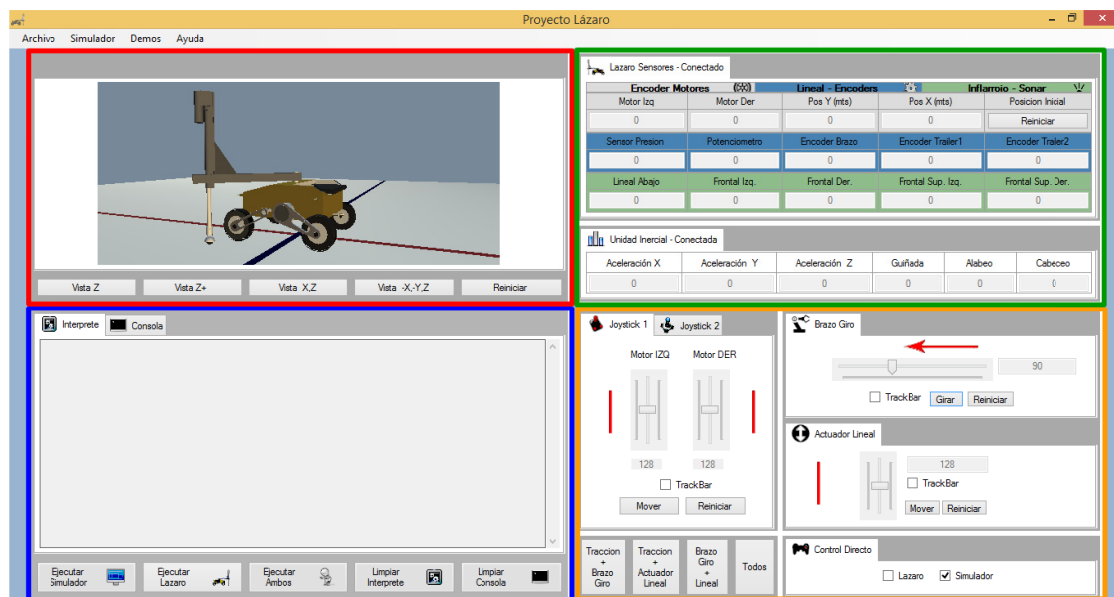 Proyecto Lázaro
Archivo Simulador Demos Ayuda
Vista Z Vista Z+ Vista X,Z Vista -X,-Y,Z Reiniciar
Lazaro Sensores - Conectado
Encoder Motores Lineal - Encoders Inflarroio - Sonar
Motor Izq Motor Der Pos Y (mts) Pos X (mts) Posicion Inicial
0 0 0 0 Reiniciar
Sensor Presion Potenciometro Encoder Brazo Encoder Trailer1 Encoder Trailer2
0 0 0 0 0
Lineal Abajo Frontal Izq. Frontal Der. Frontal Sup. Izq. Frontal Sup. Der.
0 0 0 0 0
Unidad Inercial - Conectada
Aceleración X Aceleración Y Aceleración Z Guiñada Alabeo Cabeceo
0 0 0 0 0 0
Interprete Consola
Ejecutar Simulador
Ejecutar Lazaro
Ejecutar Ambos
Limpiar Interprete
Limpiar Consola
Joystick 1 Joystick 2
Motor IZQ Motor DER
128 128
TrackBar
Mover Reiniciar
Traccion + Brazo Giro
Traccion + Actuador Lineal
Brazo Giro + Lineal
Todos
Brazo Giro
90
TrackBar Girar Reiniciar
Actuador Lineal
128
TrackBar
Mover Reiniciar
Control Directo
Lazaro Simulador